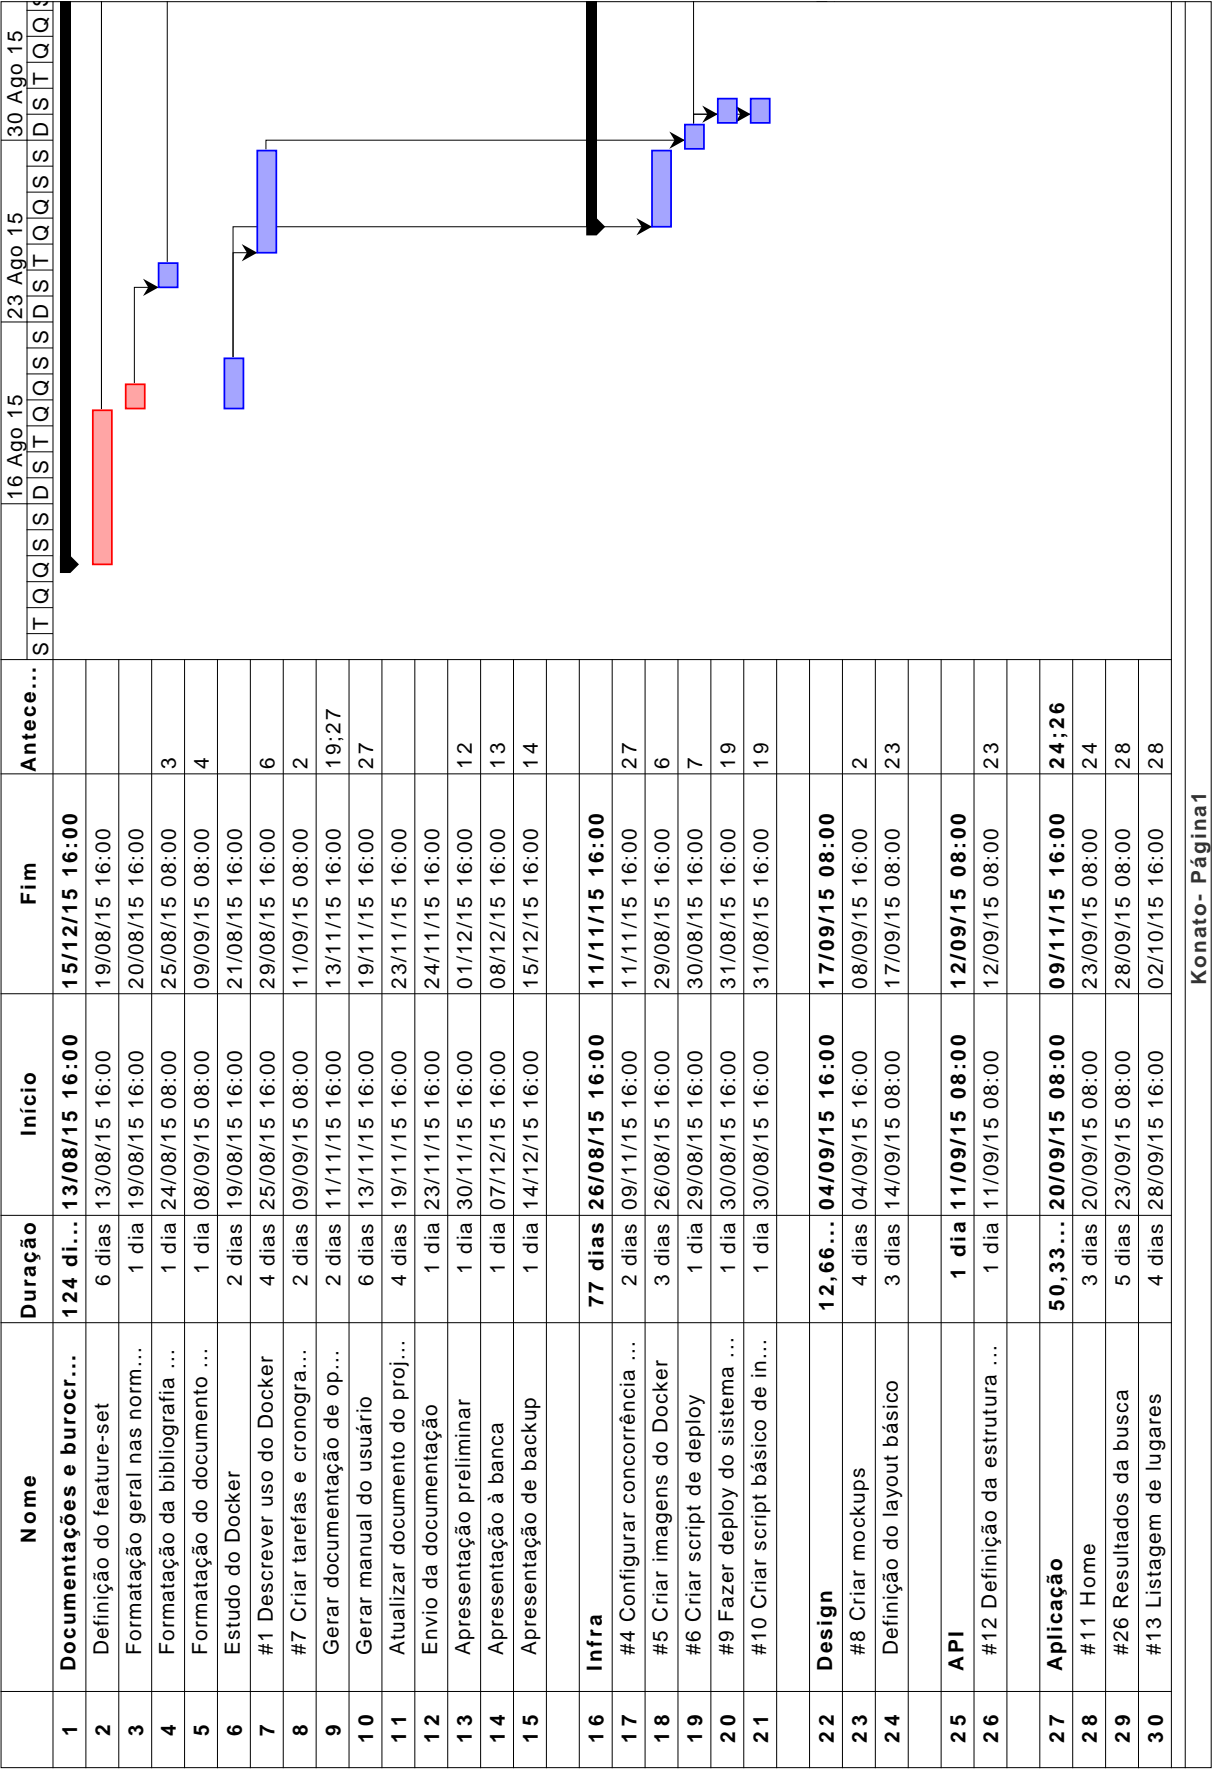 Nome Duração Início Fim Antece... 16 Ago 15 23 Ago 15 30 Ago 15
S T Q Q S S D S T Q Q S S D S T Q Q S S D S T Q Q
1 Documentações e burocr... 124 di... 13/08/15 16:00 15/12/15 16:00
2 Definição do feature-set 6 dias 13/08/15 16:00 19/08/15 16:00
3 Formatação geral nas norm... 1 dia 19/08/15 16:00 20/08/15 16:00
4 Formatação da bibliografia ... 1 dia 24/08/15 08:00 25/08/15 08:00 3
5 Formatação do documento ... 1 dia 08/09/15 08:00 09/09/15 08:00 4
6 Estudo do Docker 2 dias 19/08/15 16:00 21/08/15 16:00
7 #1 Descrever uso do Docker 4 dias 25/08/15 16:00 29/08/15 16:00 6
8 #7 Criar tarefas e cronogra... 2 dias 09/09/15 08:00 11/09/15 08:00 2
9 Gerar documentação de op... 2 dias 11/11/15 16:00 13/11/15 16:00 19;27
10 Gerar manual do usuário 6 dias 13/11/15 16:00 19/11/15 16:00 27
11 Atualizar documento do proj... 4 dias 19/11/15 16:00 23/11/15 16:00
12 Envio da documentação 1 dia 23/11/15 16:00 24/11/15 16:00
13 Apresentação preliminar 1 dia 30/11/15 16:00 01/12/15 16:00 12
14 Apresentação à banca 1 dia 07/12/15 16:00 08/12/15 16:00 13
15 Apresentação de backup 1 dia 14/12/15 16:00 15/12/15 16:00 14
16 Infra 77 dias 26/08/15 16:00 11/11/15 16:00
17 #4 Configurar concorrência ... 2 dias 09/11/15 16:00 11/11/15 16:00 27
18 #5 Criar imagens do Docker 3 dias 26/08/15 16:00 29/08/15 16:00 6
19 #6 Criar script de deploy 1 dia 29/08/15 16:00 30/08/15 16:00 7
20 #9 Fazer deploy do sistema ... 1 dia 30/08/15 16:00 31/08/15 16:00 19
21 #10 Criar script básico de in... 1 dia 30/08/15 16:00 31/08/15 16:00 19
22 Design 12,66... 04/09/15 16:00 17/09/15 08:00
23 #8 Criar mockups 4 dias 04/09/15 16:00 08/09/15 16:00 2
24 Definição do layout básico 3 dias 14/09/15 08:00 17/09/15 08:00 23
25 API 1 dia 11/09/15 08:00 12/09/15 08:00
26 #12 Definição da estrutura ... 1 dia 11/09/15 08:00 12/09/15 08:00 23
27 Aplicação 50,33... 20/09/15 08:00 09/11/15 16:00 24;26
28 #11 Home 3 dias 20/09/15 08:00 23/09/15 08:00 24
29 #26 Resultados da busca 5 dias 23/09/15 08:00 28/09/15 08:00 28
30 #13 Listagem de lugares 4 dias 28/09/15 16:00 02/10/15 16:00 28
Konato- Página1